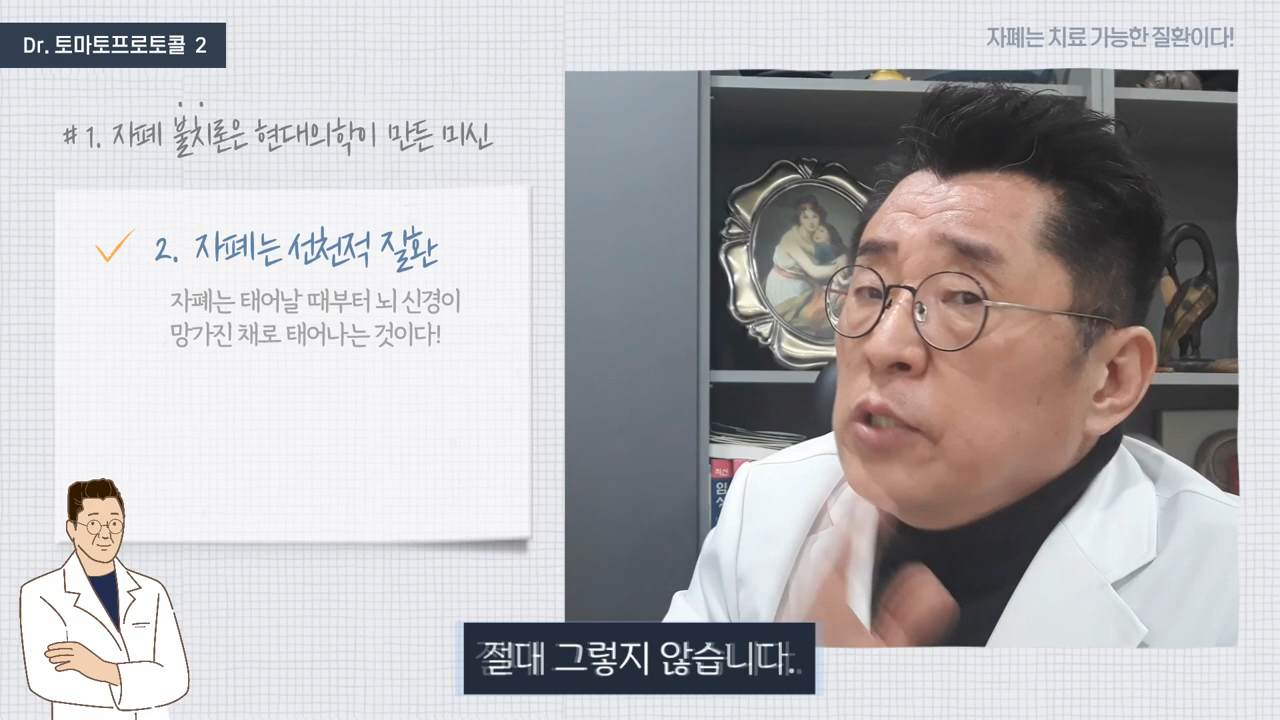 Dr. 토마토프로토콜 2
자폐는 치료 가능한 질환이다!
#1. 자폐 불치론은 현대의학이 만든 미신
2. 자폐는 선천적 질환
자폐는 태어날 때부터 뇌 신경이
망가진 채로 태어나는 것이다!
최신
임
상
절대 그렇지 않습니다.